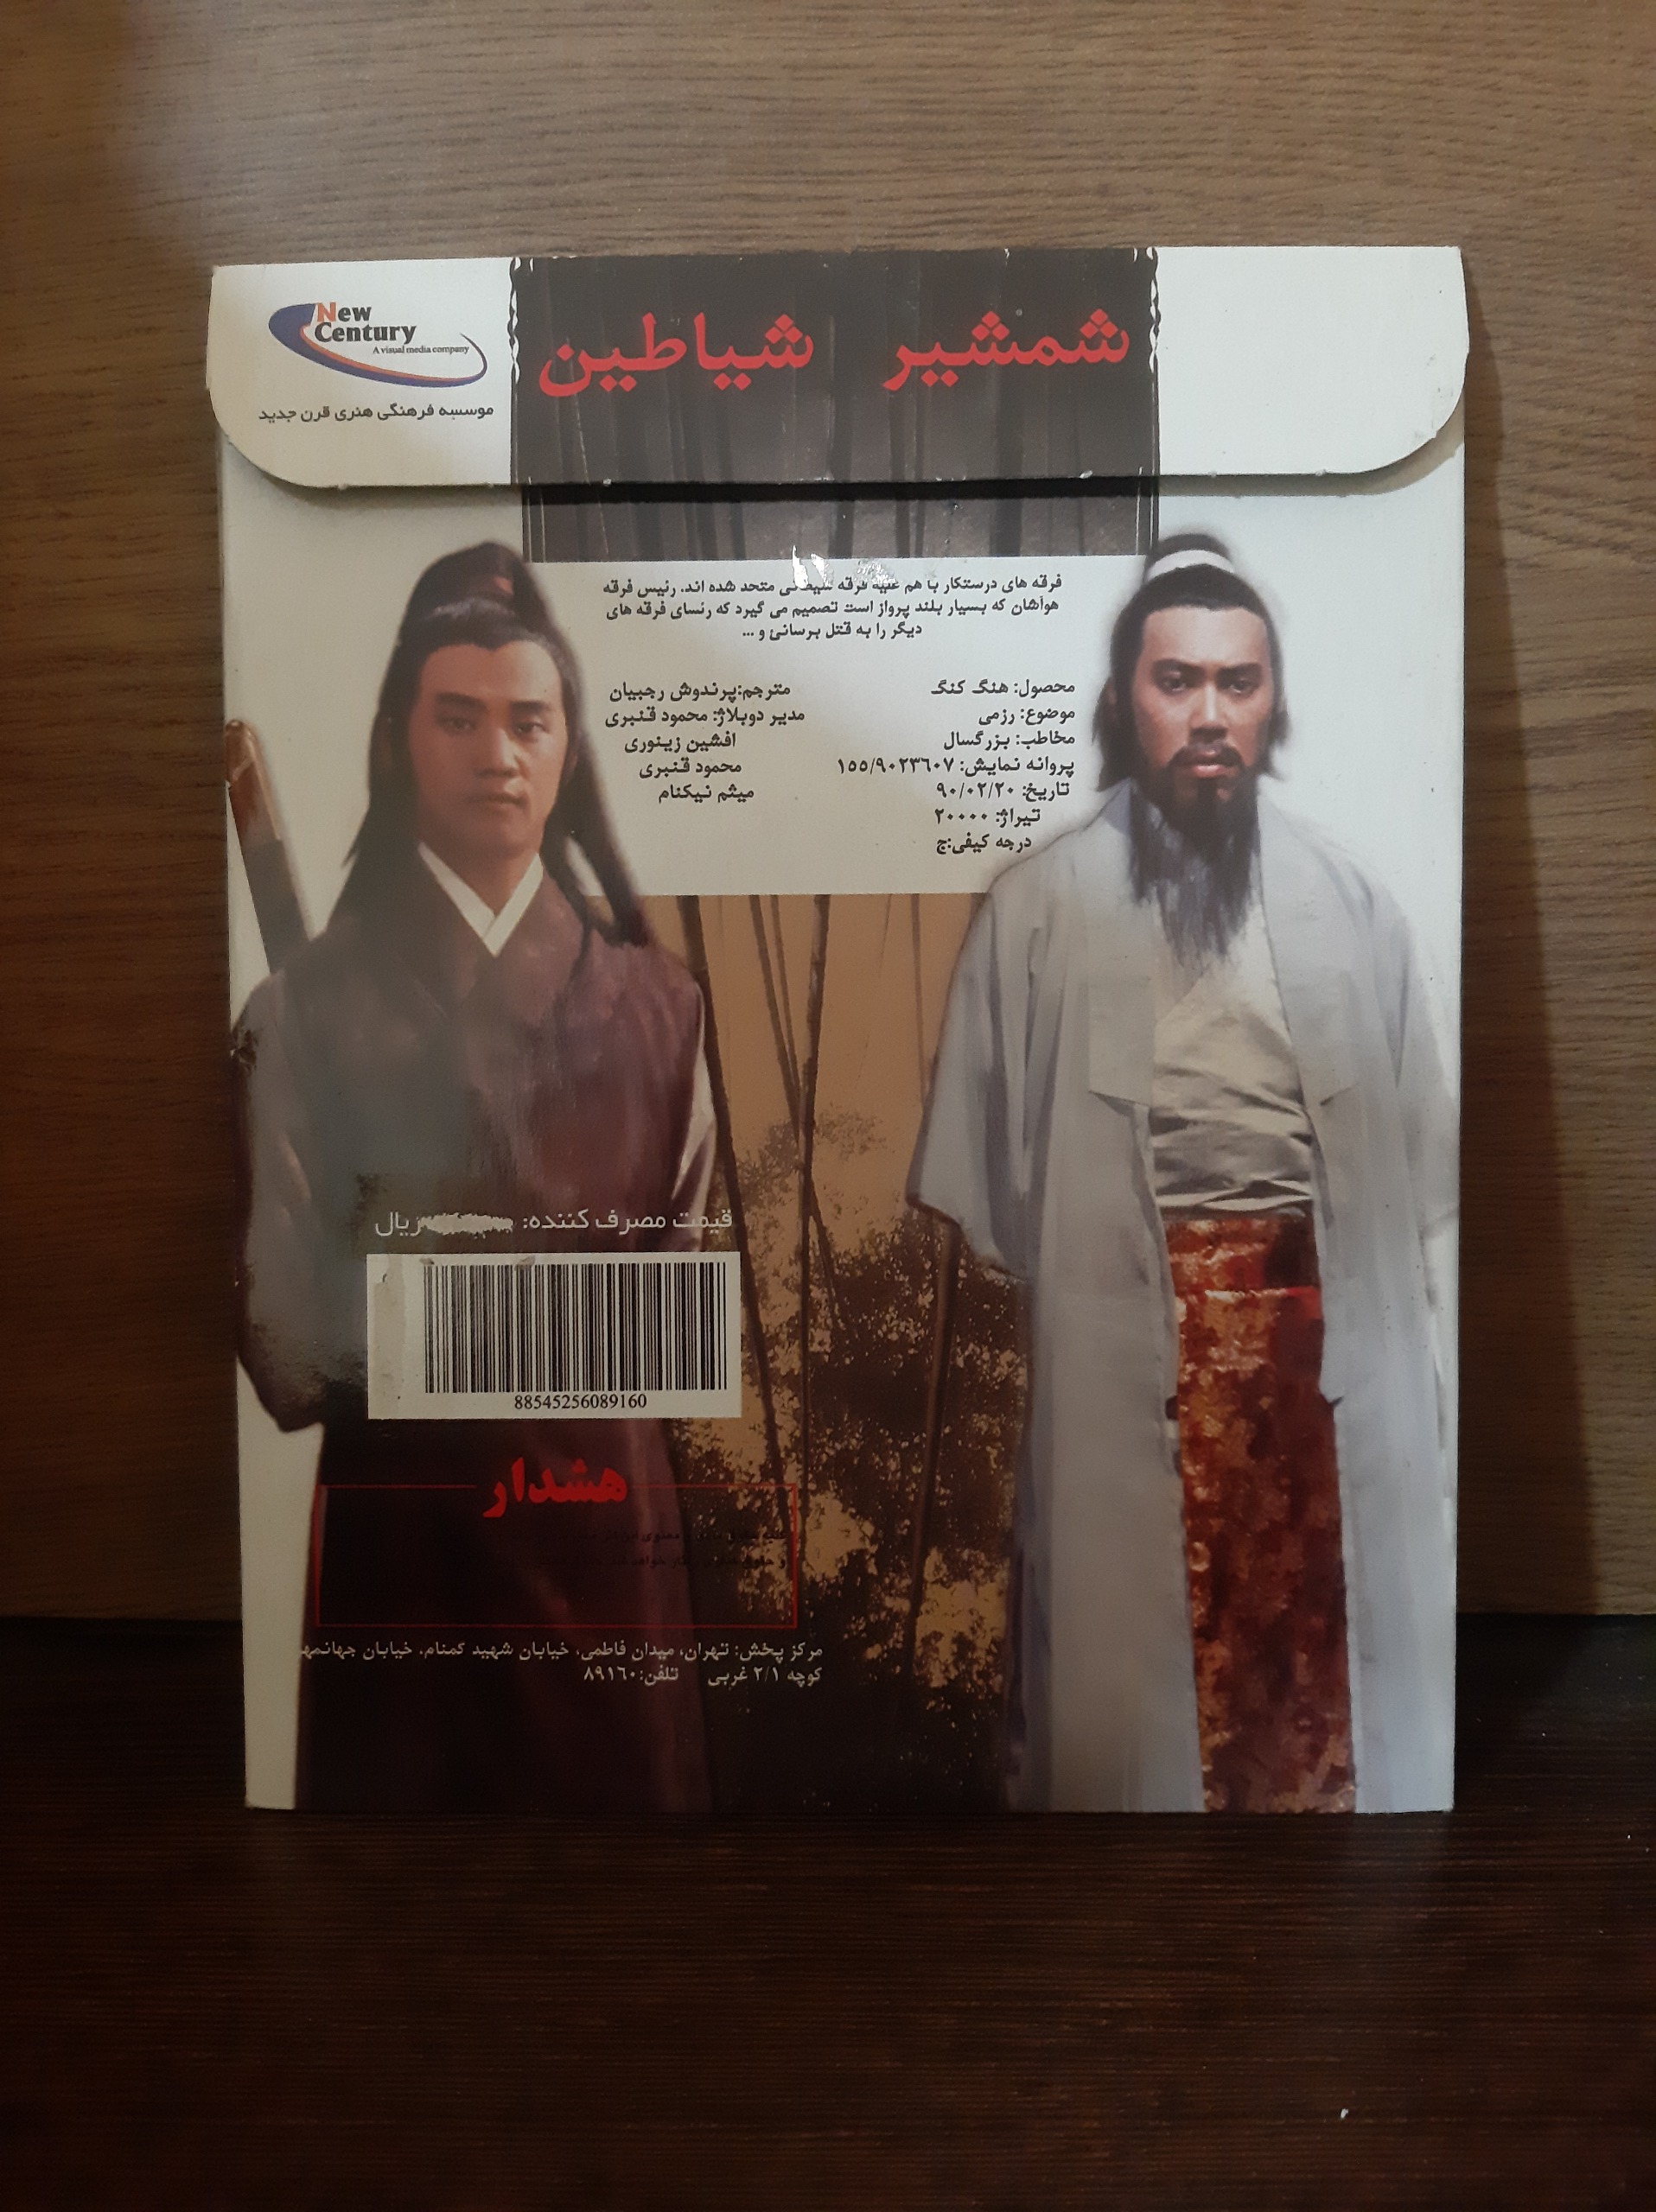 New
Century
A visual media company
موسسه فرهنگی هنری قرن جدید
شمشیر شیاطین
فرقه های درستکار با هم علیه فرقه شیطانی متحد شده اند. رئیس فرقه
هوآشان که بسیار بلند پرواز است تصمیم می گیرد که رئسای فرقه های
دیگر را به قتل برسانئ و ...
محصول: هنگ کنگ
موضوع: رزمی
مخاطب: بزرگسال
پروانه نمایش: ۱۵۵/۹۰۲۳۶۰۷
تاریخ: ۹۰/۰۲/۲۰
تیراژ: ۲۰۰۰۰
درجه کیفی:ج
مترجم:پرندوش رجبیان
مدیر دوبلاژ: محمود قنبری
افشین زینوری
محمود قنبری
میثم نیکنام
قیمت مصرف کننده: ریال
88545256089160
هشدار
مرکز پخش: تهران، میدان فاطمی، خیابان شهید گمنام. خیابان جهانمهر
کوچه ۲/۱ غربی تلفن:۸۹۱۶۰